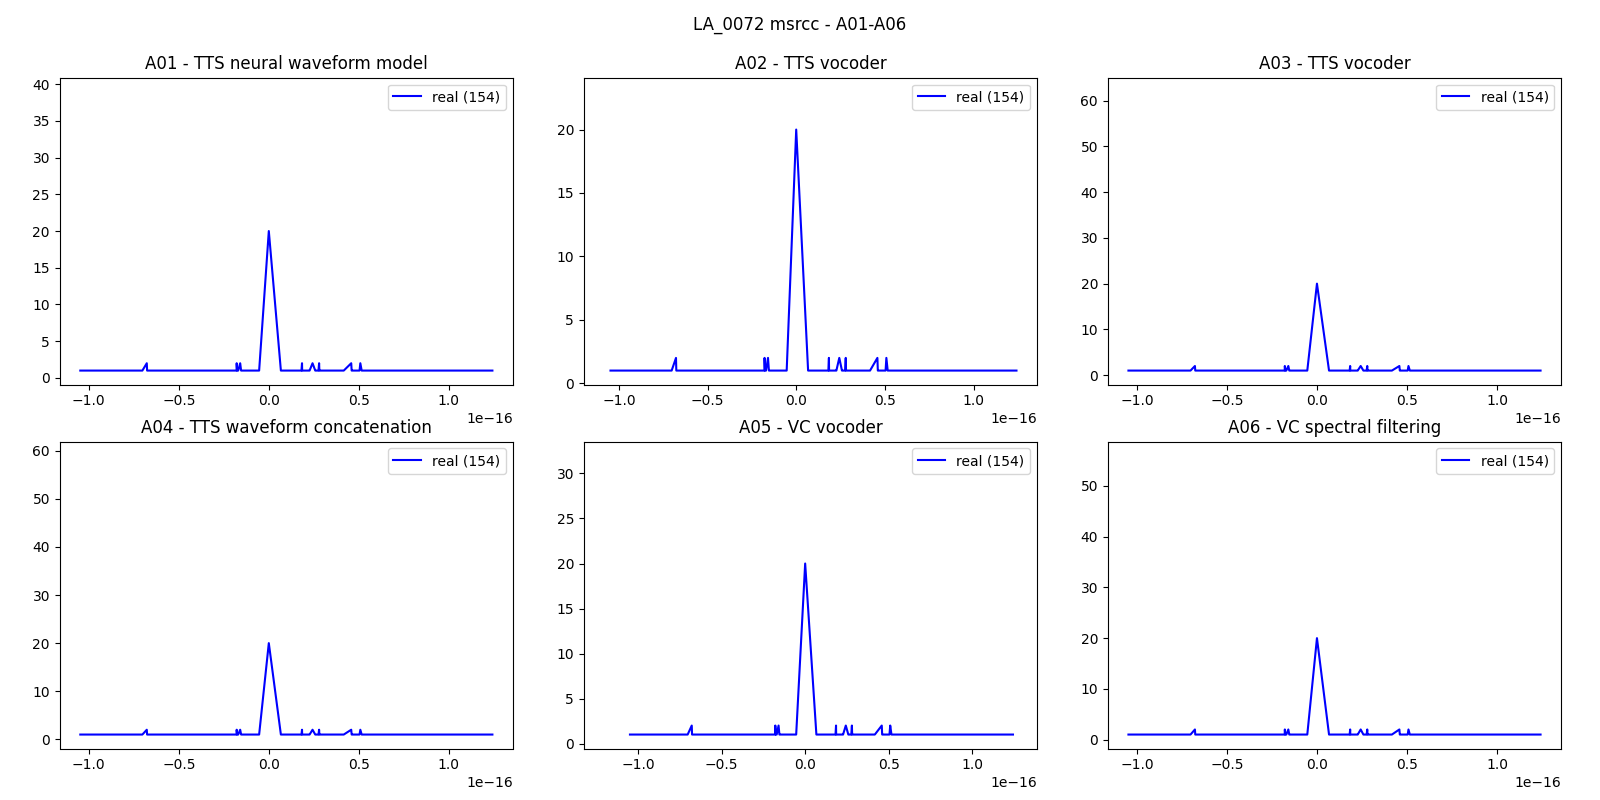 LA_0072 msrcc - A01-A06
A01 - TTS neural waveform model
real (154)
40
35
30
25
20
15
10
5
0
−1.0 −0.5 0.0 0.5 1.0
1e−16
A02 - TTS vocoder
real (154)
20
15
10
5
0
−1.0 −0.5 0.0 0.5 1.0
1e−16
A03 - TTS vocoder
real (154)
60
50
40
30
20
10
0
−1.0 −0.5 0.0 0.5 1.0
1e−16
A04 - TTS waveform concatenation
real (154)
60
50
40
30
20
10
0
−1.0 −0.5 0.0 0.5 1.0
1e−16
A05 - VC vocoder
real (154)
30
25
20
15
10
5
0
−1.0 −0.5 0.0 0.5 1.0
1e−16
A06 - VC spectral filtering
real (154)
50
40
30
20
10
0
−1.0 −0.5 0.0 0.5 1.0
1e−16